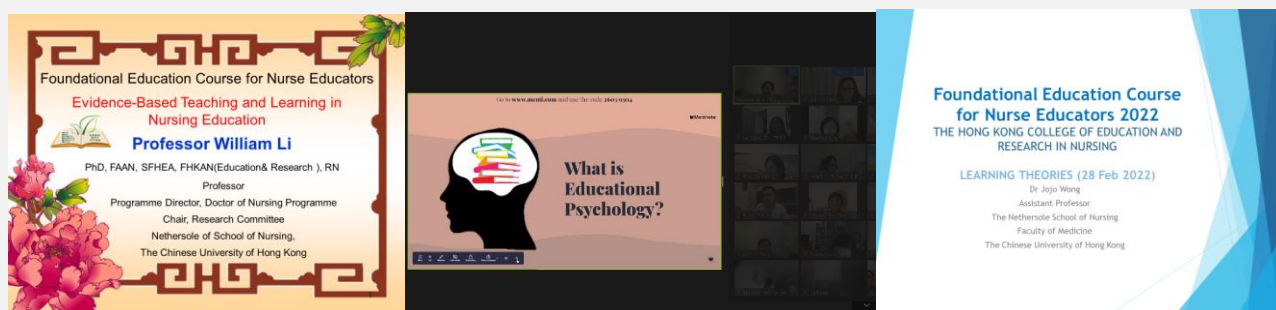 Foundational Education Course for Nurse Educators
Evidence-Based Teaching and Learning in
Nursing Education
Professor William Li
PhD, FAAN, SFHEA, FHKAN(Education& Research ), RN
Professor
Programme Director, Doctor of Nursing Programme
Chair, Research Committee
Nethersole of School of Nursing,
The Chinese University of Hong Kong
Go to www.menti.com and use the code 2603 0304
Mentimeter
What is
Educational
Psychology?
Foundational Education Course
for Nurse Educators 2022
THE HONG KONG COLLEGE OF EDUCATION AND
RESEARCH IN NURSING
LEARNING THEORIES (28 Feb 2022)
Dr Jojo Wong
Assistant Professor
The Nethersole School of Nursing
Faculty of Medicine
The Chinese University of Hong Kong